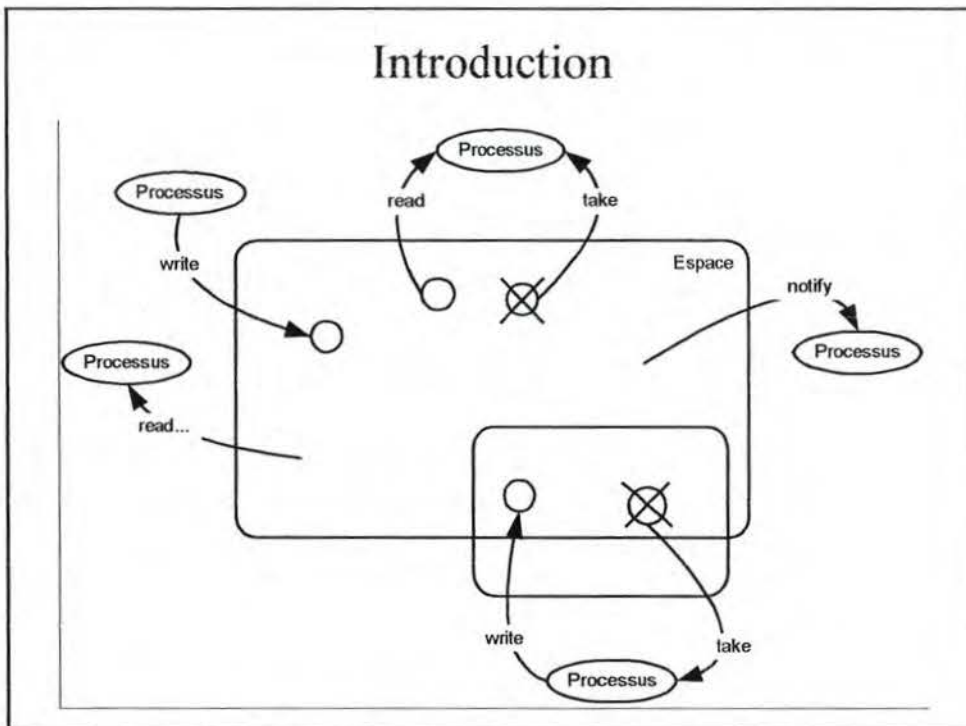 Introduction
Processus
Processus
read
take
write
Espace
notify
Processus
Processus
read...
write
take
Processus